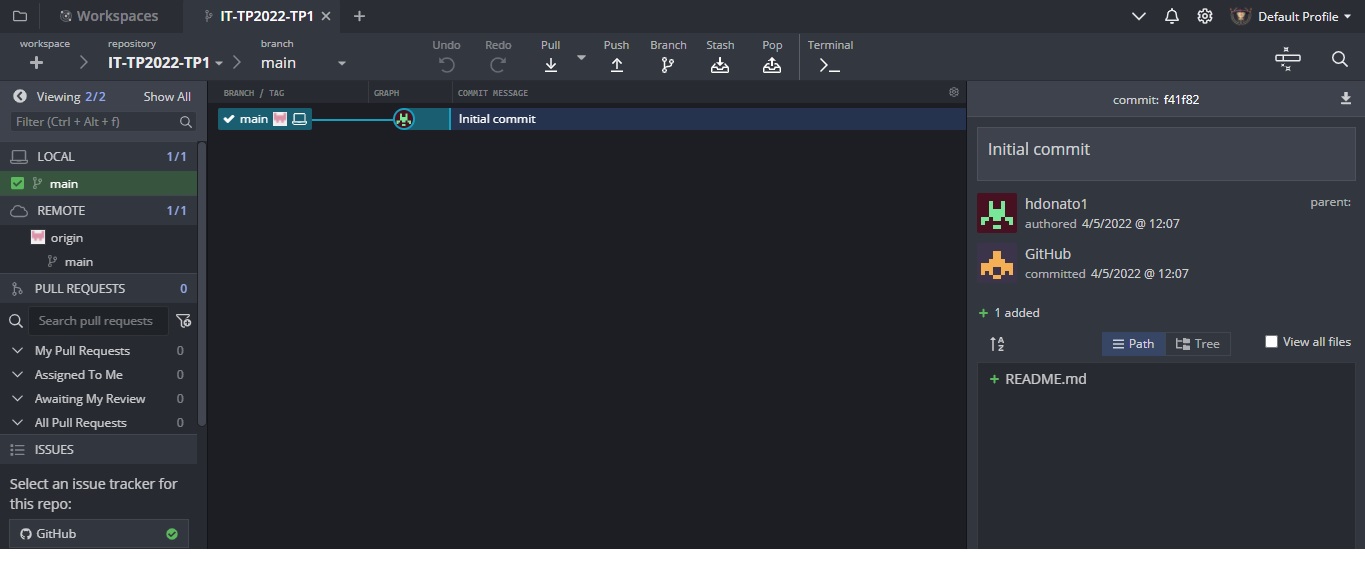 Workspaces
IT-TP2022-TP1
Default Profile
workspace
repository
IT-TP2022-TP1
branch
main
Undo
Redo
Pull
Push
Branch
Stash
Pop
Terminal
Viewing 2/2
Show All
Filter (Ctrl + Alt + f)
LOCAL 1/1
main
REMOTE 1/1
origin
main
PULL REQUESTS 0
Search pull requests
My Pull Requests 0
Assigned To Me 0
Awaiting My Review 0
All Pull Requests 0
ISSUES
Select an issue tracker for
this repo:
GitHub
BRANCH / TAG
GRAPH
COMMIT MESSAGE
main
Initial commit
commit: f41f82
Initial commit
hdonato1
parent:
authored 4/5/2022 @ 12:07
GitHub
committed 4/5/2022 @ 12:07
+ 1 added
A
Z
Path
Tree
View all files
+ README.md